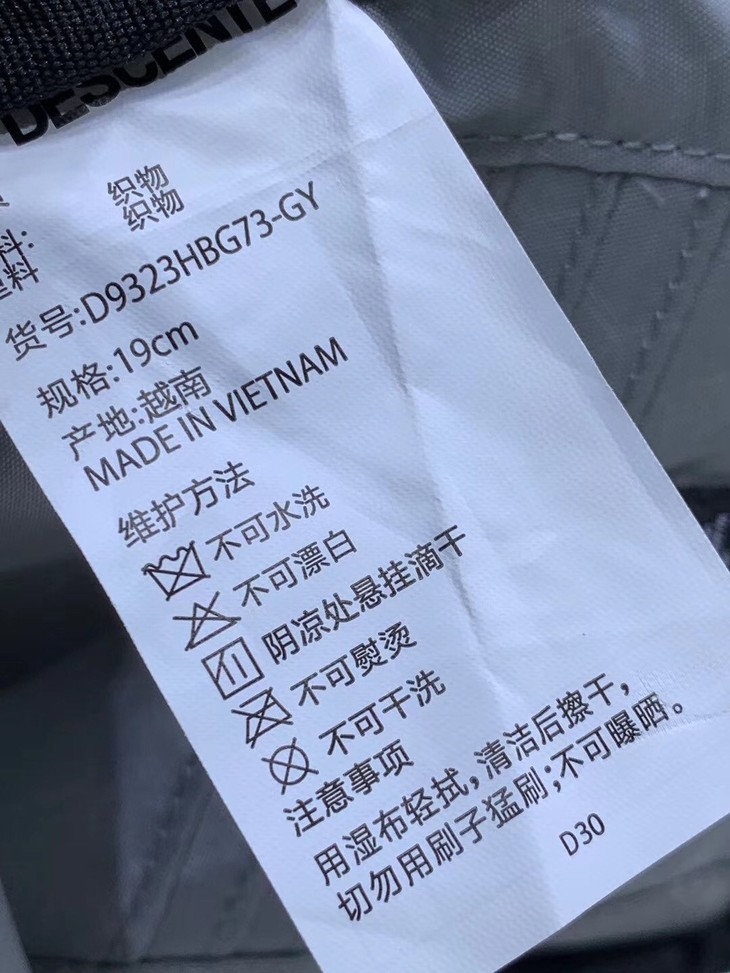 DESCENTE
织物
料: 织物
里料
货号:D9323HBG73-GY
规格:19cm
产地:越南
MADE IN VIETNAM
维护方法
不可水洗
不可漂白
阴凉处悬挂滴干
不可熨烫
不可干洗
注意事项
用湿布轻拭,清洁后擦干,
切勿用刷子猛刷;不可曝晒。
D30